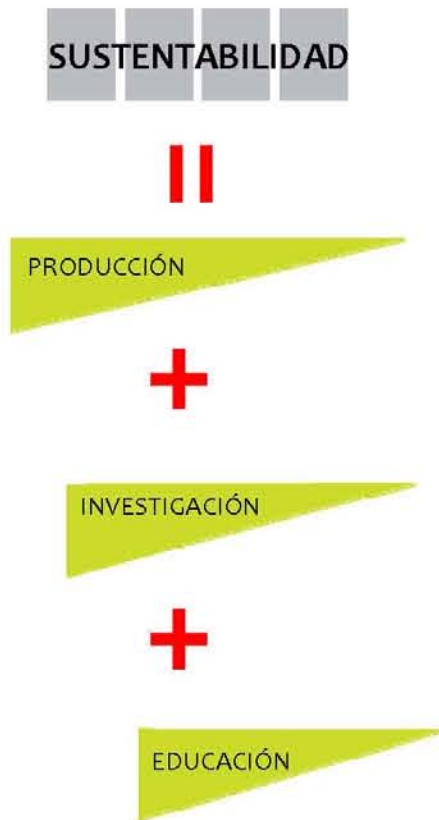 SUSTENTABILIDAD
=
PRODUCCIÓN
+
INVESTIGACIÓN
+
EDUCACIÓN